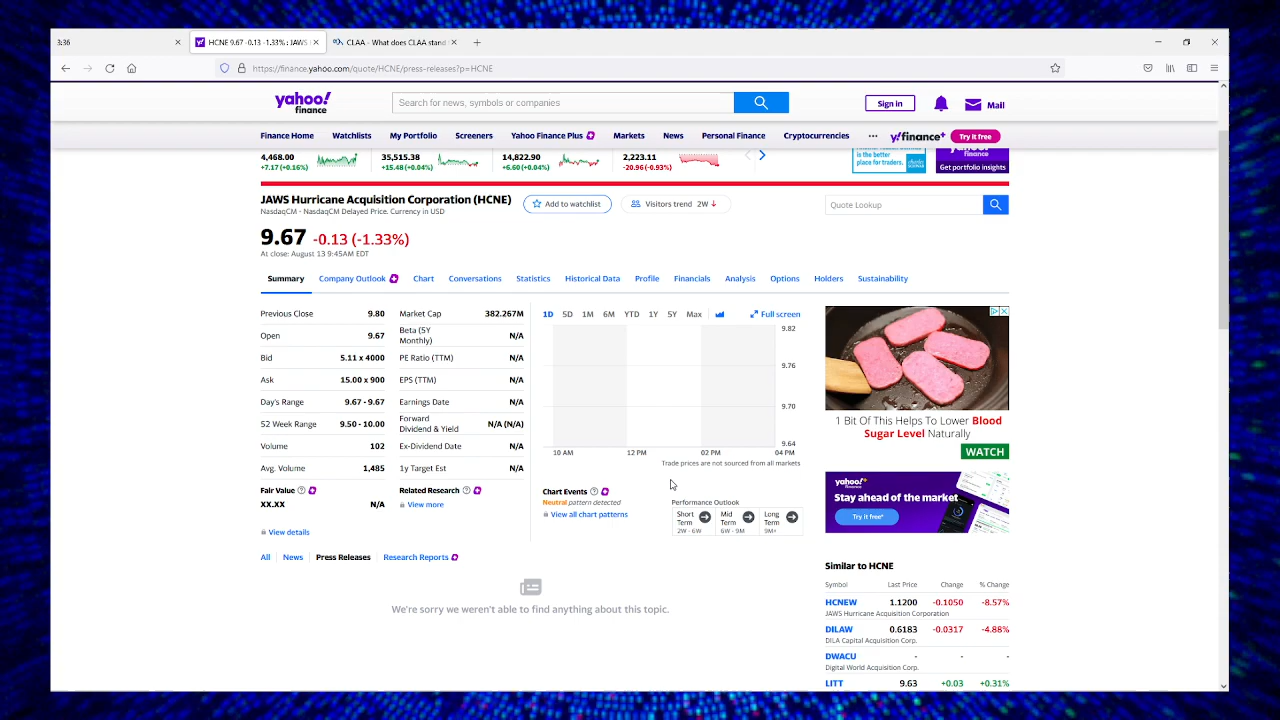 3:36
HCNE 9.67 -0.13 -1.33% : JAWS
CLAA - What does CLAA stand
https://finance.yahoo.com/quote/HCNE/press-releases?p=HCNE
yahoo!
finance
Search for news, symbols or companies
Sign in
Mail
Finance Home Watchlists My Portfolio Screeners Yahoo Finance Plus Markets News Personal Finance Cryptocurrencies ... y!finance+ Try it free
4,468.00 35,515.38 14,822.90 2,223.11
+7.17 (+0.16%) +15.48 (+0.04%) +6.60 (+0.04%) -20.96 (-0.93%)
is the better
place for traders.
charles
SCHWAB
Get portfolio insights
JAWS Hurricane Acquisition Corporation (HCNE)
NasdaqCM - NasdaqCM Delayed Price. Currency in USD
Add to watchlist
Visitors trend 2W
Quote Lookup
9.67 -0.13 (-1.33%)
At close: August 13 9:45AM EDT
Summary Company Outlook Chart Conversations Statistics Historical Data Profile Financials Analysis Options Holders Sustainability
Previous Close 9.80
Open 9.67
Bid 5.11 x 4000
Ask 15.00 x 900
Day's Range 9.67 - 9.67
52 Week Range 9.50 - 10.00
Volume 102
Avg. Volume 1,485
Market Cap 382.267M
Beta (5Y
Monthly) N/A
PE Ratio (TTM) N/A
EPS (TTM) N/A
Earnings Date N/A
Forward
Dividend & Yield N/A (N/A)
Ex-Dividend Date N/A
1y Target Est N/A
Fair Value
XX.XX N/A
View details
Related Research
View more
1D 5D 1M 6M YTD 1Y 5Y Max Full screen
9.82
9.76
9.70
9.64
10 AM 12 PM 02 PM 04 PM
Trade prices are not sourced from all markets
Chart Events
Neutral pattern detected
View all chart patterns
Performance Outlook
Short
Term
2W - 6W
Mid
Term
6W - 9M
Long
Term
9M+
All News Press Releases Research Reports
We're sorry we weren't able to find anything about this topic.
1 Bit Of This Helps To Lower Blood
Sugar Level Naturally
WATCH
yahoo!
finance
Stay ahead of the market
Try it free*
Similar to HCNE
Symbol Last Price Change % Change
HCNEW 1.1200 -0.1050 -8.57%
JAWS Hurricane Acquisition Corporation
DILAW 0.6183 -0.0317 -4.88%
DILA Capital Acquisition Corp.
DWACU - - -
Digital World Acquisition Corp.
LITT 9.63 +0.03 +0.31%